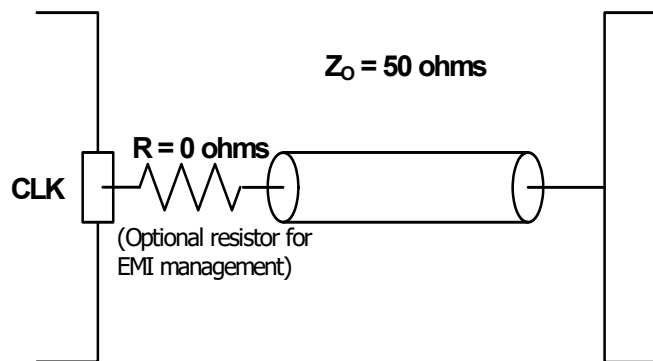 Z₀ = 50 ohms
R = 0 ohms
CLK
(Optional resistor for
EMI management)